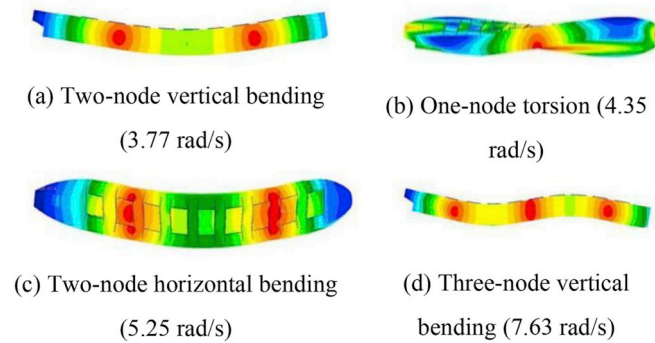 (a) Two-node vertical bending
(3.77 rad/s)
(b) One-node torsion (4.35
rad/s)
(c) Two-node horizontal bending
(5.25 rad/s)
(d) Three-node vertical
bending (7.63 rad/s)